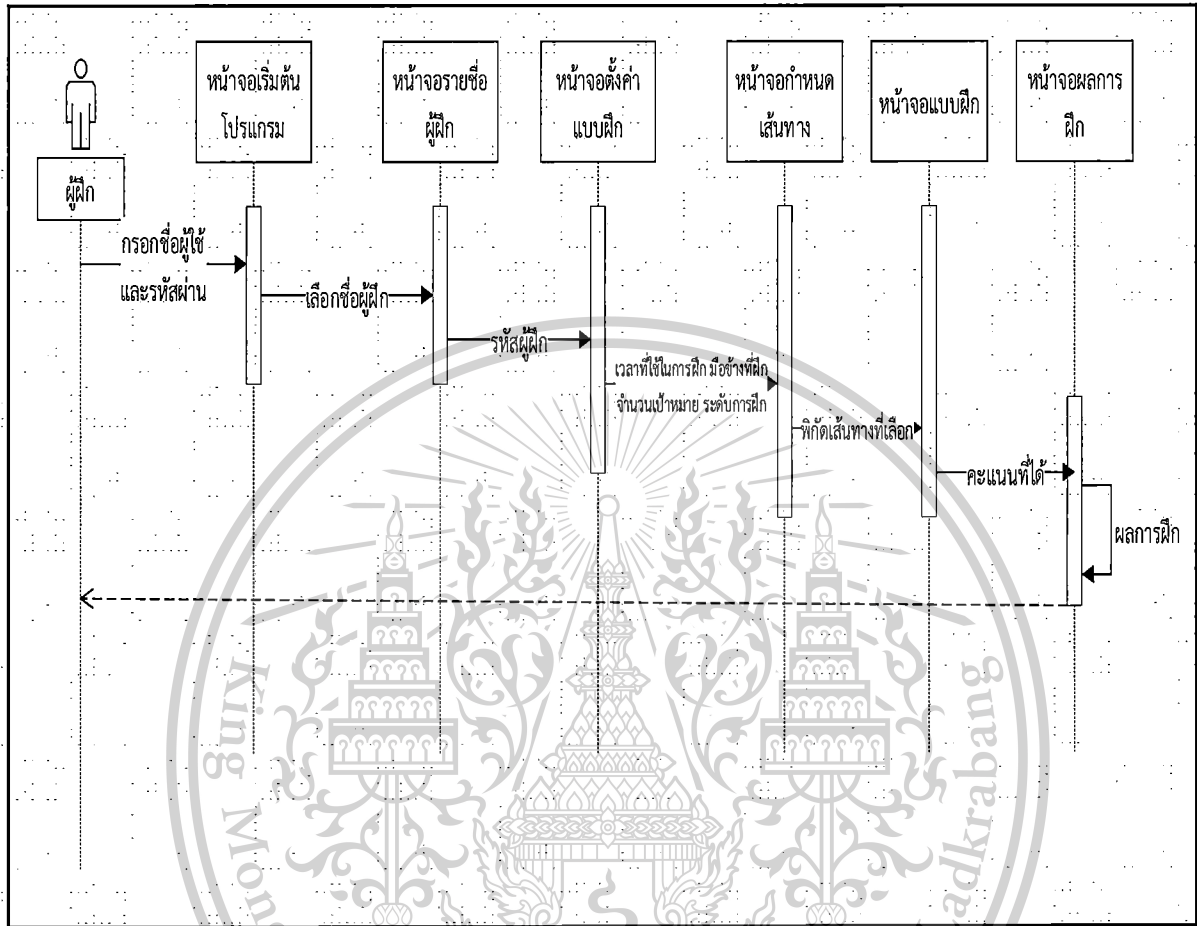 หน้าจอเริ่มต้น
โปรแกรม
หน้าจอรายชื่อ
ผู้ฝึก
หน้าจอตั้งค่า
แบบฝึก
หน้าจอกำหนด
เส้นทาง
หน้าจอแบบฝึก
หน้าจอผลการ
ฝึก
ผู้ฝึก
กรอกชื่อผู้ใช้
และรหัสผ่าน
เลือกชื่อผู้ฝึก
รหัสผู้ฝึก
เวลาที่ใช้ในการฝึก มือข้างที่ฝึก
จำนวนเป้าหมาย ระดับการฝึก
พิกัดเส้นทางที่เลือก
คะแนนที่ได้
ผลการฝึก
King Mon
adkrabang